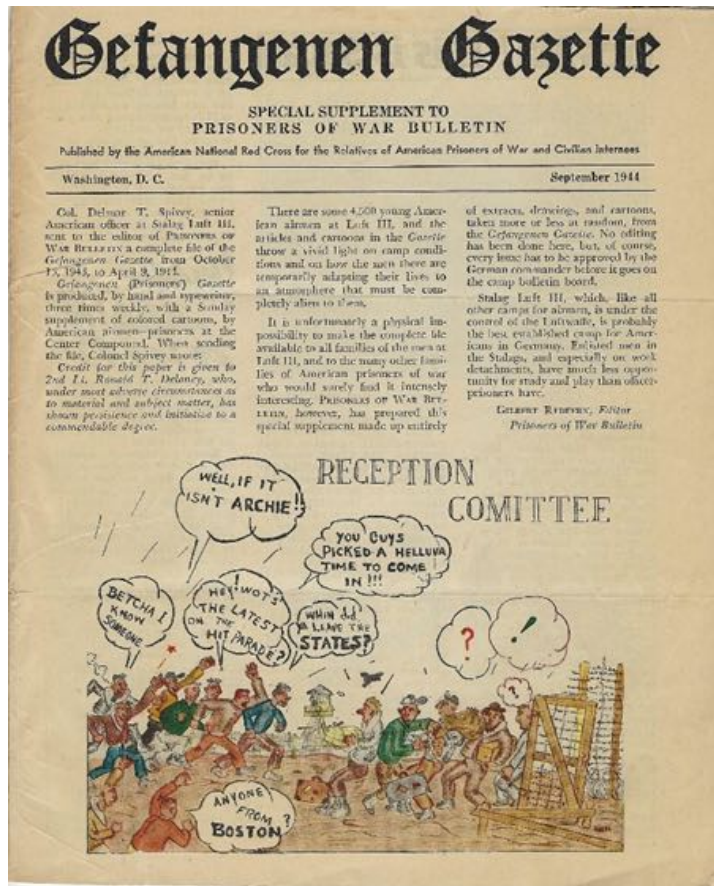 Gefangenen Gazette
SPECIAL SUPPLEMENT TO
PRISONERS OF WAR BULLETIN
Published by the American National Red Cross for the Relatives of American Prisoners of War and Civilian Internees
Washington, D. C.
September 1944
Col. Delmar T. Spivey, senior
American officer at Stalag Luft III,
sent to the editor of PRISONERS OF
WAR BULLETIN a complete file of the
Gefangenen Gazette from October
15, 1943, to April 9, 1944.
Gefangenen (Prisoners') Gazette
is produced, by hand and typewriter,
three times weekly, with a Sunday
supplement of colored cartoons, by
American airmen-prisoners at the
Center Compound. When sending
the file, Colonel Spivey wrote:
Credit for this paper is given to
2nd Lt. Ronald T. Delaney, who,
under most adverse circumstances as
to material and subject matter, has
shown persistence and initiative to a
commendable degree.
There are some 4,500 young Amer-
ican airmen at Luft III, and the
articles and cartoons in the Gazette
throw a vivid light on camp condi-
tions and on how the men there are
temporarily adapting their lives to
an atmosphere that must be com-
pletely alien to them.
It is unfortunately a physical im-
possibility to make the complete file
available to all families of the men at
Luft III, and to the many other fami-
lies of American prisoners of war
who would surely find it intensely
interesting. PRISONERS OF WAR BUL-
LETIN, however, has prepared this
special supplement made up entirely
of extracts, drawings, and cartoons,
taken more or less at random, from
the Gefangenen Gazette. No editing
has been done here, but, of course,
every issue has to be approved by the
German commander before it goes on
the camp bulletin board.
Stalag Luft III, which, like all
other camps for airmen, is under the
control of the Luftwaffe, is probably
the best established camp for Amer-
icans in Germany. Enlisted men in
the Stalags, and especially on work
detachments, have much less oppor-
tunity for study and play than officer-
prisoners have.
GILBERT REDFERN, Editor
Prisoners of War Bulletin
RECEPTION
COMITTEE
WELL, IF IT
ISN'T ARCHIE!!
YOU GUYS
PICKED A HELLUVA
TIME TO COME
IN!!!
BETCHA I
KNOW
SOMEONE
HEY! WOT'S
THE LATEST
ON THE
HIT PARADE?
WHIN did
LEAVE THE
STATES?
?
!
?
ANYONE
FROM
BOSTON?